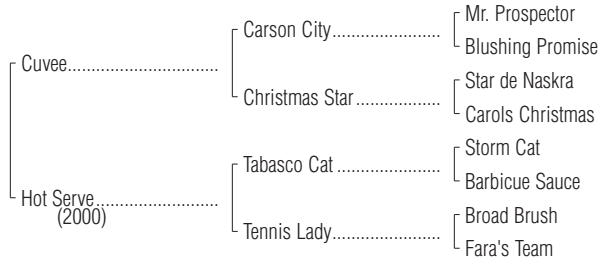 Mr. Prospector
Carson City..................
Blushing Promise
Cuvee.................................
Star de Naskra
Christmas Star..............
Carols Christmas
Storm Cat
Tabasco Cat..................
Barbicue Sauce
Hot Serve...........................
(2000)
Broad Brush
Tennis Lady..................
Fara's Team